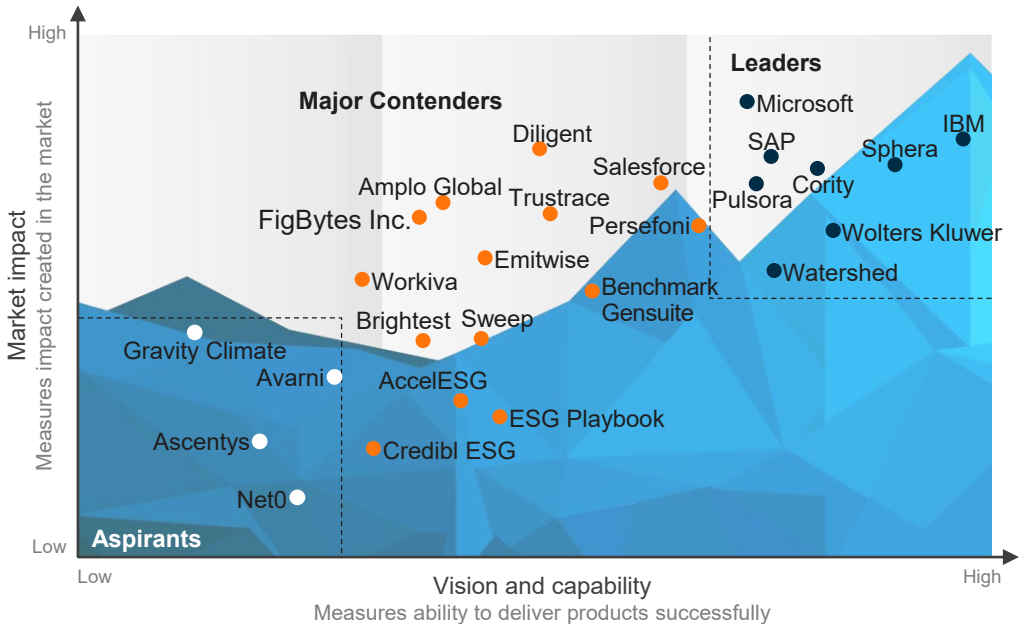 High
Leaders
Major Contenders
Microsoft
IBM
Diligent
SAP
Sphera
Salesforce
Cority
Amplo Global
Trustrace
Pulsora
FigBytes Inc.
Persefoni
Wolters Kluwer
Emitwise
Watershed
Workiva
Benchmark
Gensuite
Brightest
Sweep
Gravity Climate
Avarni
AccelESG
ESG Playbook
Ascentys
Credibl ESG
Net0
Aspirants
Market impact
Measures impact created in the market
Low
Low
High
Vision and capability
Measures ability to deliver products successfully